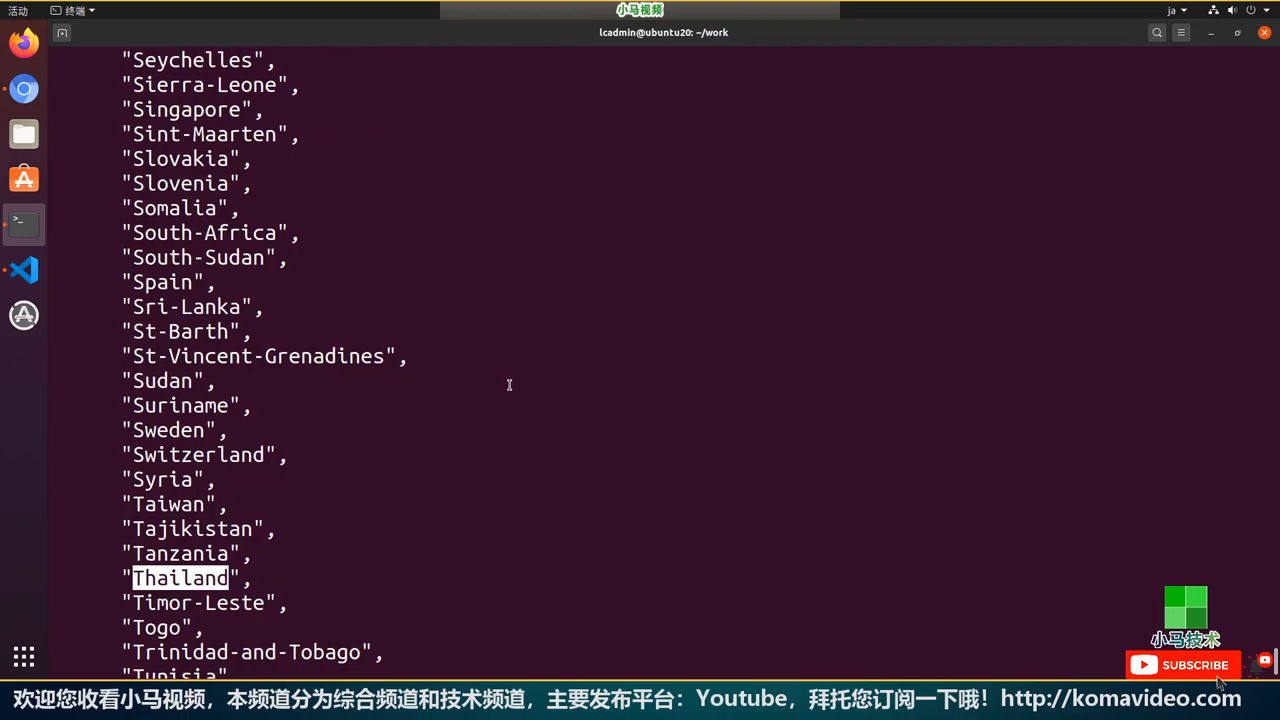 活动
终端
小马视频
ja
lcadmin@ubuntu20: ~/work
"Seychelles",
"Sierra-Leone",
"Singapore",
"Sint-Maarten",
"Slovakia",
"Slovenia",
"Somalia",
"South-Africa",
"South-Sudan",
"Spain",
"Sri-Lanka",
"St-Barth",
"St-Vincent-Grenadines",
"Sudan",
"Suriname",
"Sweden",
"Switzerland",
"Syria",
"Taiwan",
"Tajikistan",
"Tanzania",
"Thailand",
"Timor-Leste",
"Togo",
"Trinidad-and-Tobago",
"Tunisia"
小马技术
SUBSCRIBE
欢迎您收看小马视频，本频道分为综合频道和技术频道，主要发布平台：Youtube，拜托您订阅一下哦！http://komavideo.com